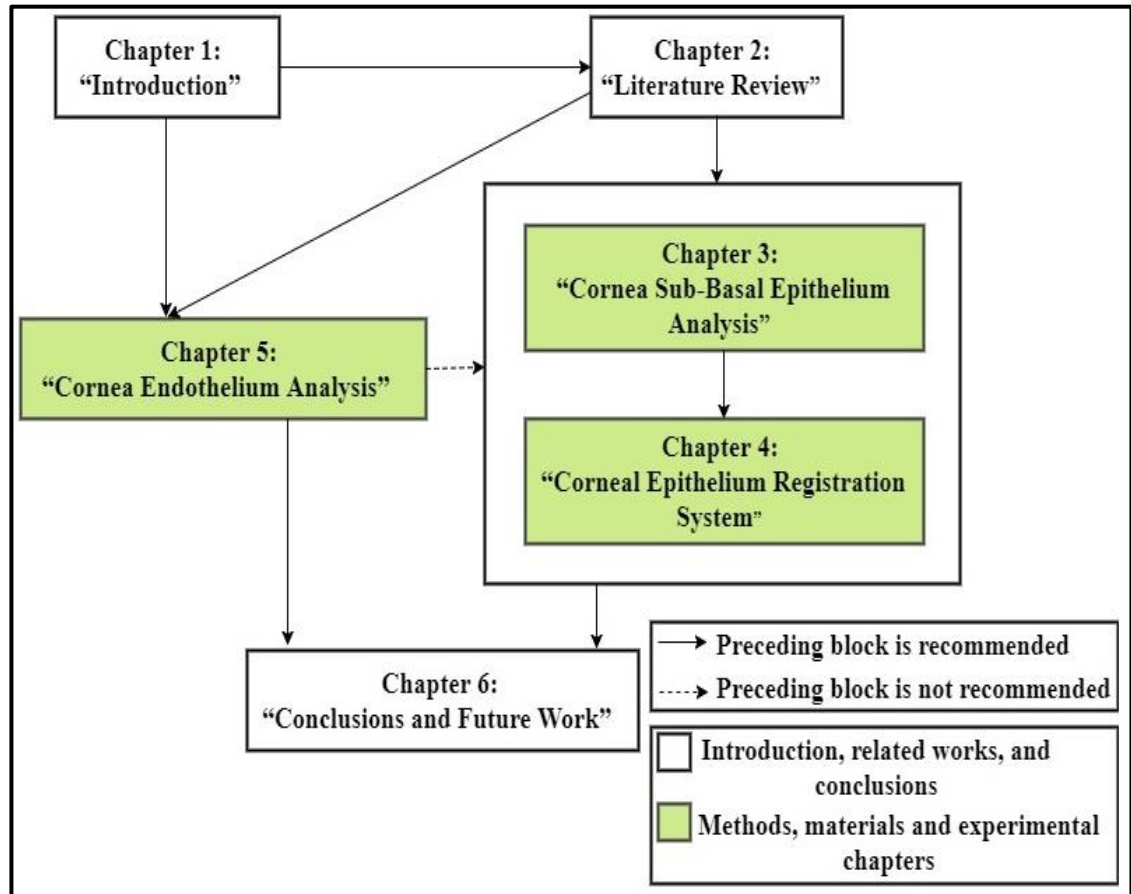 Chapter 1:
“Introduction”
Chapter 2:
“Literature Review”
Chapter 3:
“Cornea Sub-Basal Epithelium
Analysis”
Chapter 5:
“Cornea Endothelium Analysis”
Chapter 4:
“Corneal Epithelium Registration
System”
Chapter 6:
“Conclusions and Future Work”
Preceding block is recommended
Preceding block is not recommended
Introduction, related works, and
conclusions
Methods, materials and experimental
chapters